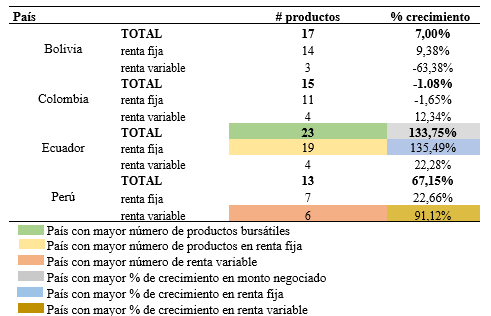 País # productos % crecimiento
TOTAL 17 7,00%
Bolivia renta fija 14 9,38%
renta variable 3 -63,38%
TOTAL 15 -1.08%
Colombia renta fija 11 -1,65%
renta variable 4 12,34%
TOTAL 23 133,75%
Ecuador renta fija 19 135,49%
renta variable 4 22,28%
TOTAL 13 67,15%
Perú renta fija 7 22,66%
renta variable 6 91,12%
País con mayor número de productos bursátiles
País con mayor número de productos en renta fija
País con mayor número de renta variable
País con mayor % de crecimiento en monto negociado
País con mayor % de crecimiento en renta fija
País con mayor % de crecimiento en renta variable